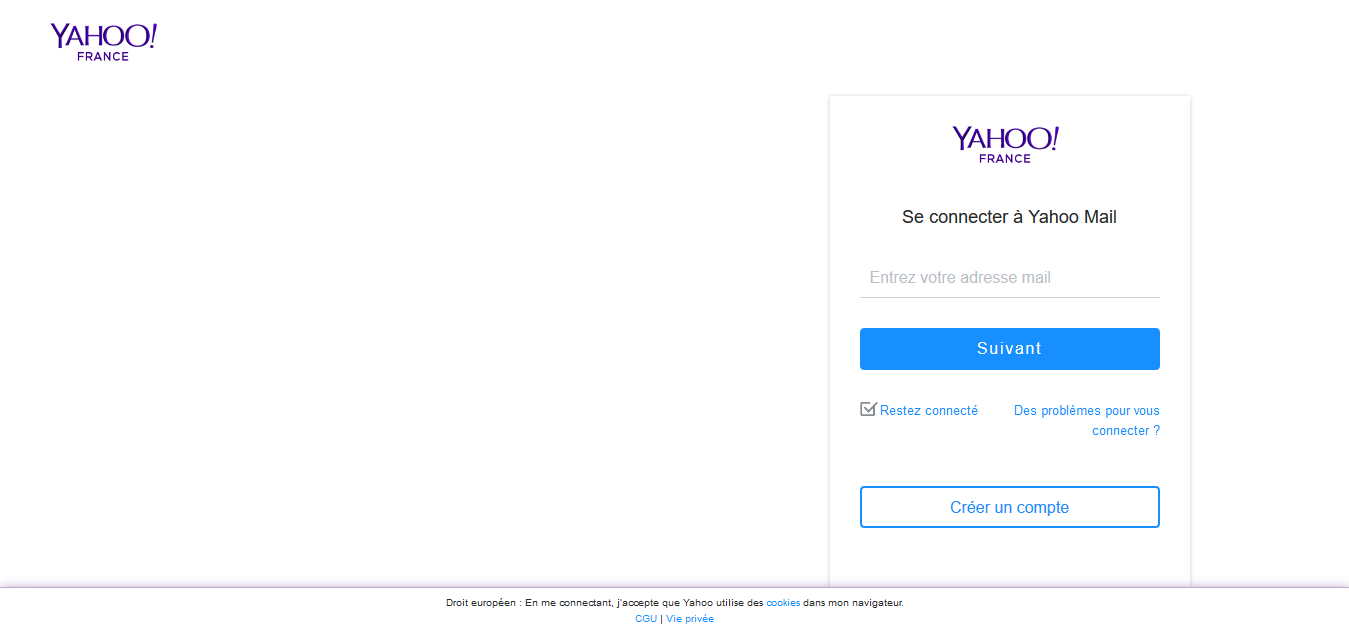 YAHOO!
FRANCE
YAHOO!
FRANCE
Se connecter à Yahoo Mail
Entrez votre adresse mail
Suivant
Restez connecté
Des problèmes pour vous
connecter ?
Créer un compte
Droit européen : En me connectant, j'accepte que Yahoo utilise des cookies dans mon navigateur.
CGU | Vie privée